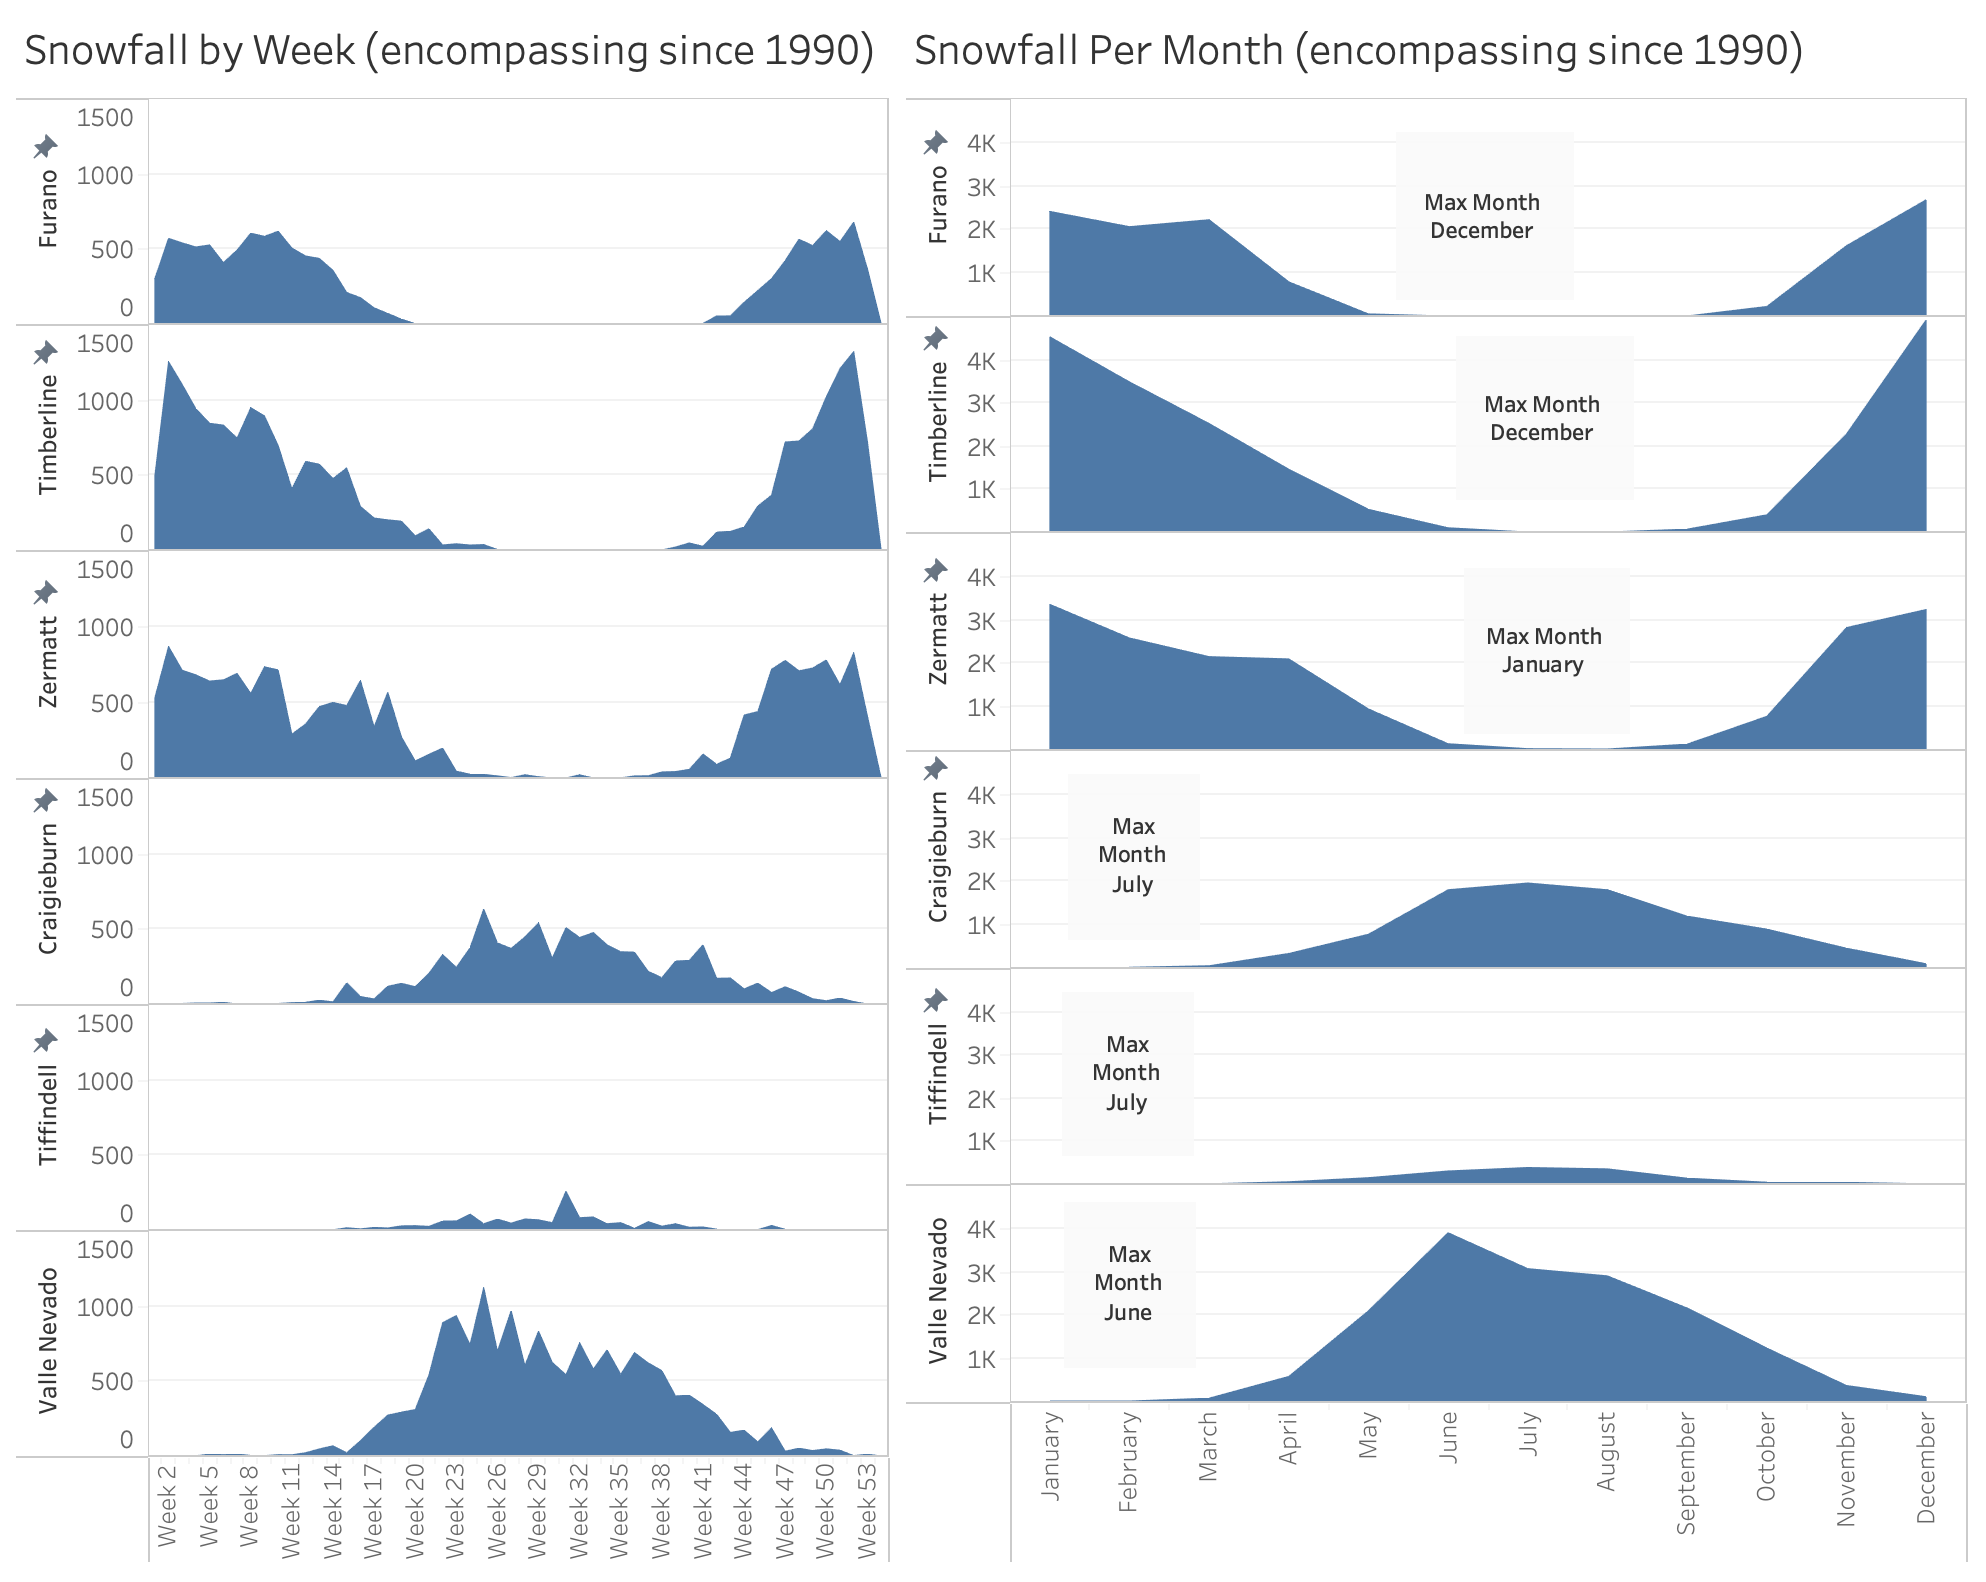 Snowfall by Week (encompassing since 1990)
Furano
1500
1000
500
0
Timberline
1500
1000
500
0
Zermatt
1500
1000
500
0
Craigieburn
1500
1000
500
0
Tiffindell
1500
1000
500
0
Valle Nevado
1500
1000
500
0
Week 2
Week 5
Week 8
Week 11
Week 14
Week 17
Week 20
Week 23
Week 26
Week 29
Week 32
Week 35
Week 38
Week 41
Week 44
Week 47
Week 50
Week 53
Snowfall Per Month (encompassing since 1990)
Furano
4K
3K
2K
1K
Max Month
December
Timberline
4K
3K
2K
1K
Max Month
December
Zermatt
4K
3K
2K
1K
Max Month
January
Craigieburn
4K
3K
2K
1K
Max
Month
July
Tiffindell
4K
3K
2K
1K
Max
Month
July
Valle Nevado
4K
3K
2K
1K
Max
Month
June
January
February
March
April
May
June
July
August
September
October
November
December